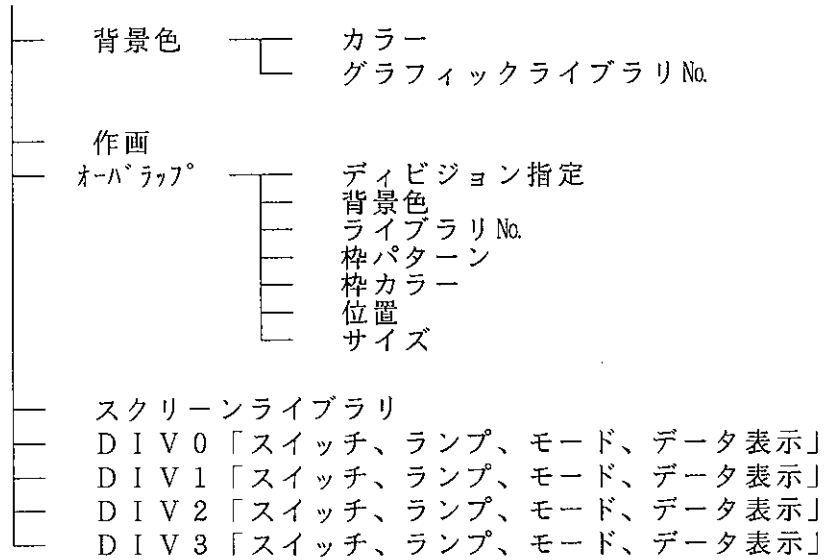 背景色 カラー
グラフィックライブラリ№
作画
ｵｰﾊﾞﾗｯﾌﾟ ディビジョン指定
背景色
ライブラリ№
枠パターン
枠カラー
位置
サイズ
スクリーンライブラリ
ＤＩＶ０「スイッチ、ランプ、モード、データ表示」
ＤＩＶ１「スイッチ、ランプ、モード、データ表示」
ＤＩＶ２「スイッチ、ランプ、モード、データ表示」
ＤＩＶ３「スイッチ、ランプ、モード、データ表示」